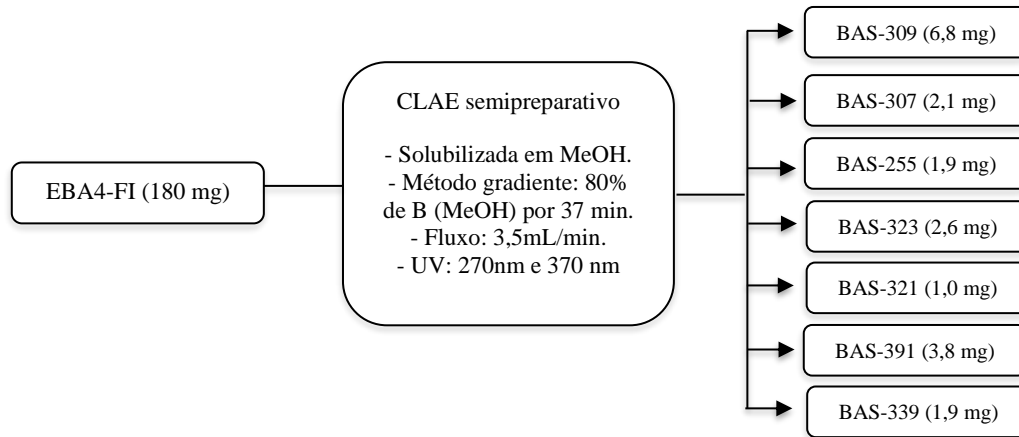 EBA4-FI (180 mg)
CLAE semipreparativo
- Solubilizada em MeOH.
- Método gradiente: 80%
de B (MeOH) por 37 min.
- Fluxo: 3,5mL/min.
- UV: 270nm e 370 nm
BAS-309 (6,8 mg)
BAS-307 (2,1 mg)
BAS-255 (1,9 mg)
BAS-323 (2,6 mg)
BAS-321 (1,0 mg)
BAS-391 (3,8 mg)
BAS-339 (1,9 mg)